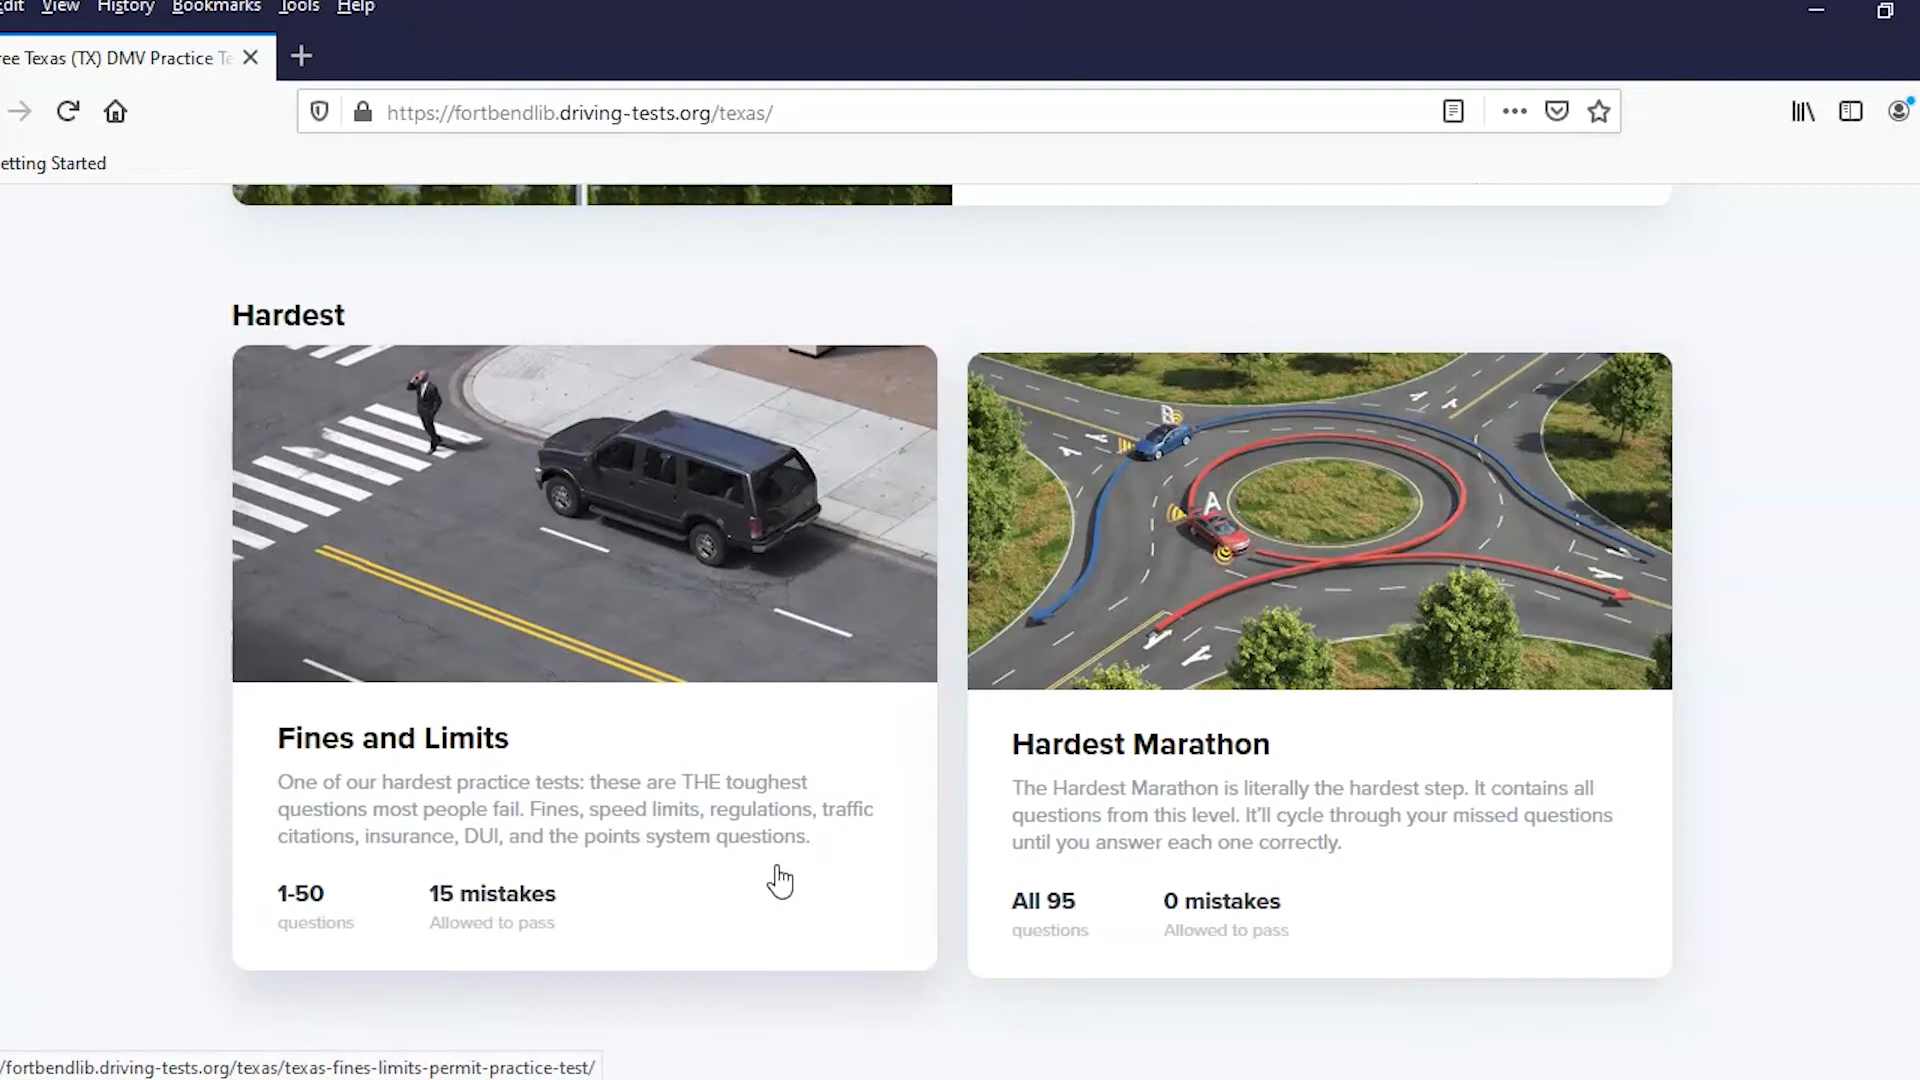 View History Bookmarks Tools Help
Texas (TX) DMV Practice
https://fortbendlib.driving-tests.org/texas/
Started
Hardest
B
A
Fines and Limits
One of our hardest practice tests: these are THE toughest
questions most people fail. Fines, speed limits, regulations, traffic
citations, insurance, DUI, and the points system questions.
1-50
questions
15 mistakes
Allowed to pass
Hardest Marathon
The Hardest Marathon is literally the hardest step. It contains all
questions from this level. It'll cycle through your missed questions
until you answer each one correctly.
All 95
questions
0 mistakes
Allowed to pass
/fortbendlib.driving-tests.org/texas/texas-fines-limits-permit-practice-test/